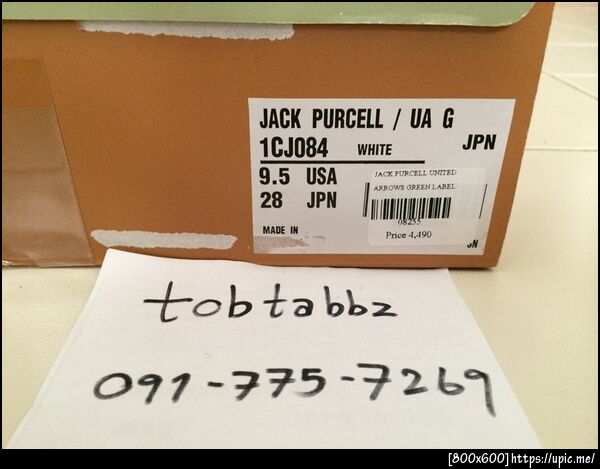 JACK PURCELL / UA G
1CJ084 WHITE JPN
9.5 USA
28 JPN
MADE IN
JACK PURCELL UNITED
ARROWS GREEN LABEL
08255
Price 4,490
tobtabbz
091-775-7269
[800x600]https://upic.me/